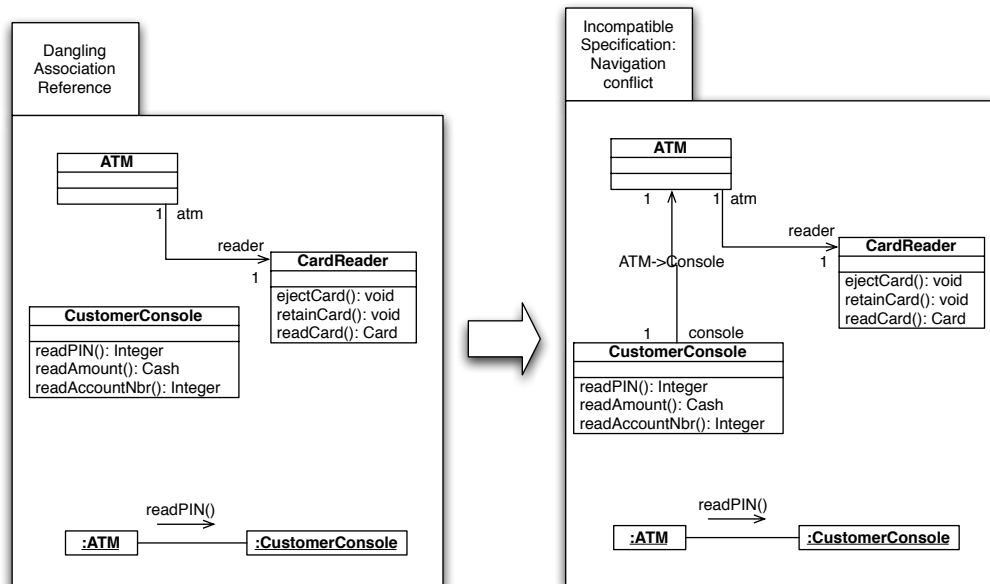 Dangling
Association
Reference
ATM
1 atm
reader
1
CardReader
ejectCard(): void
retainCard(): void
readCard(): Card
CustomerConsole
readPIN(): Integer
readAmount(): Cash
readAccountNbr(): Integer
readPIN()
:ATM
:CustomerConsole
Incompatible
Specification:
Navigation
conflict
ATM
1 1 atm
reader
1
CardReader
ejectCard(): void
retainCard(): void
readCard(): Card
ATM->Console
1 console
CustomerConsole
readPIN(): Integer
readAmount(): Cash
readAccountNbr(): Integer
readPIN()
:ATM
:CustomerConsole